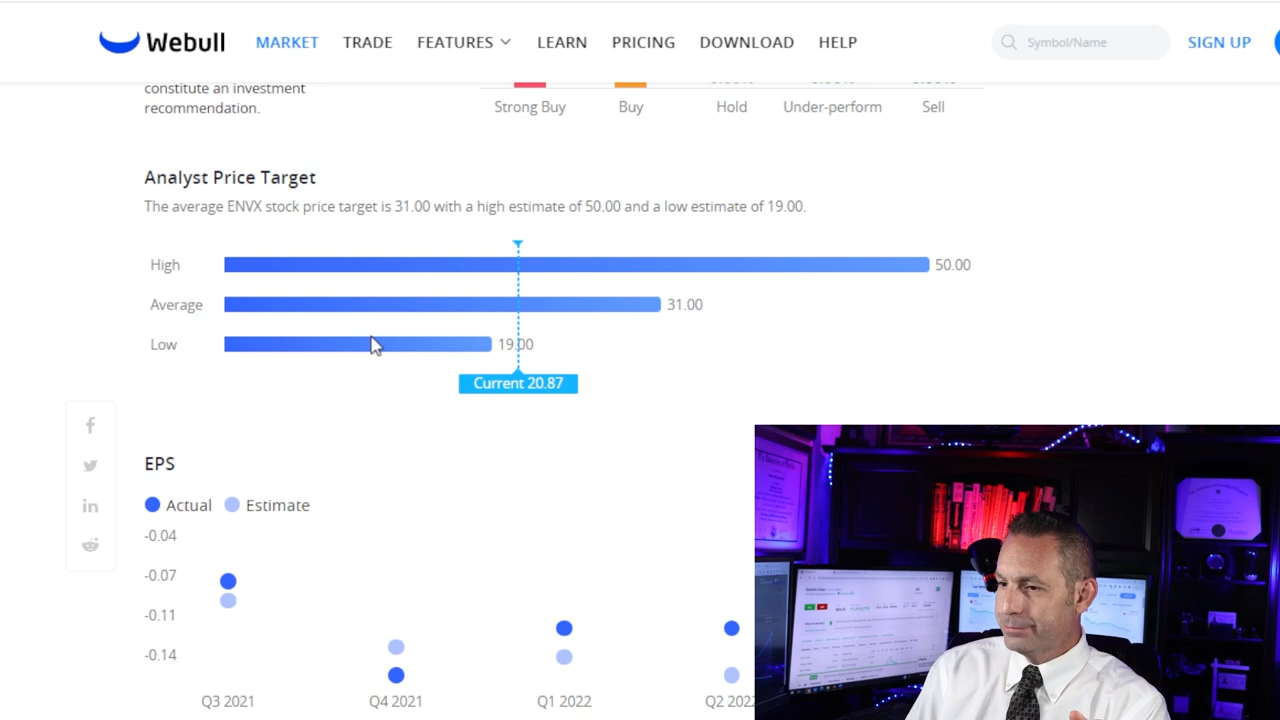 Webull MARKET TRADE FEATURES LEARN PRICING DOWNLOAD HELP Symbol/Name SIGN UP
constitute an investment
recommendation.
Strong Buy Buy Hold Under-perform Sell
Analyst Price Target
The average ENVX stock price target is 31.00 with a high estimate of 50.00 and a low estimate of 19.00.
High 50.00
Average 31.00
Low 19.00
Current 20.87
EPS
Actual Estimate
-0.04
-0.07
-0.11
-0.14
Q3 2021 Q4 2021 Q1 2022 Q2 2022